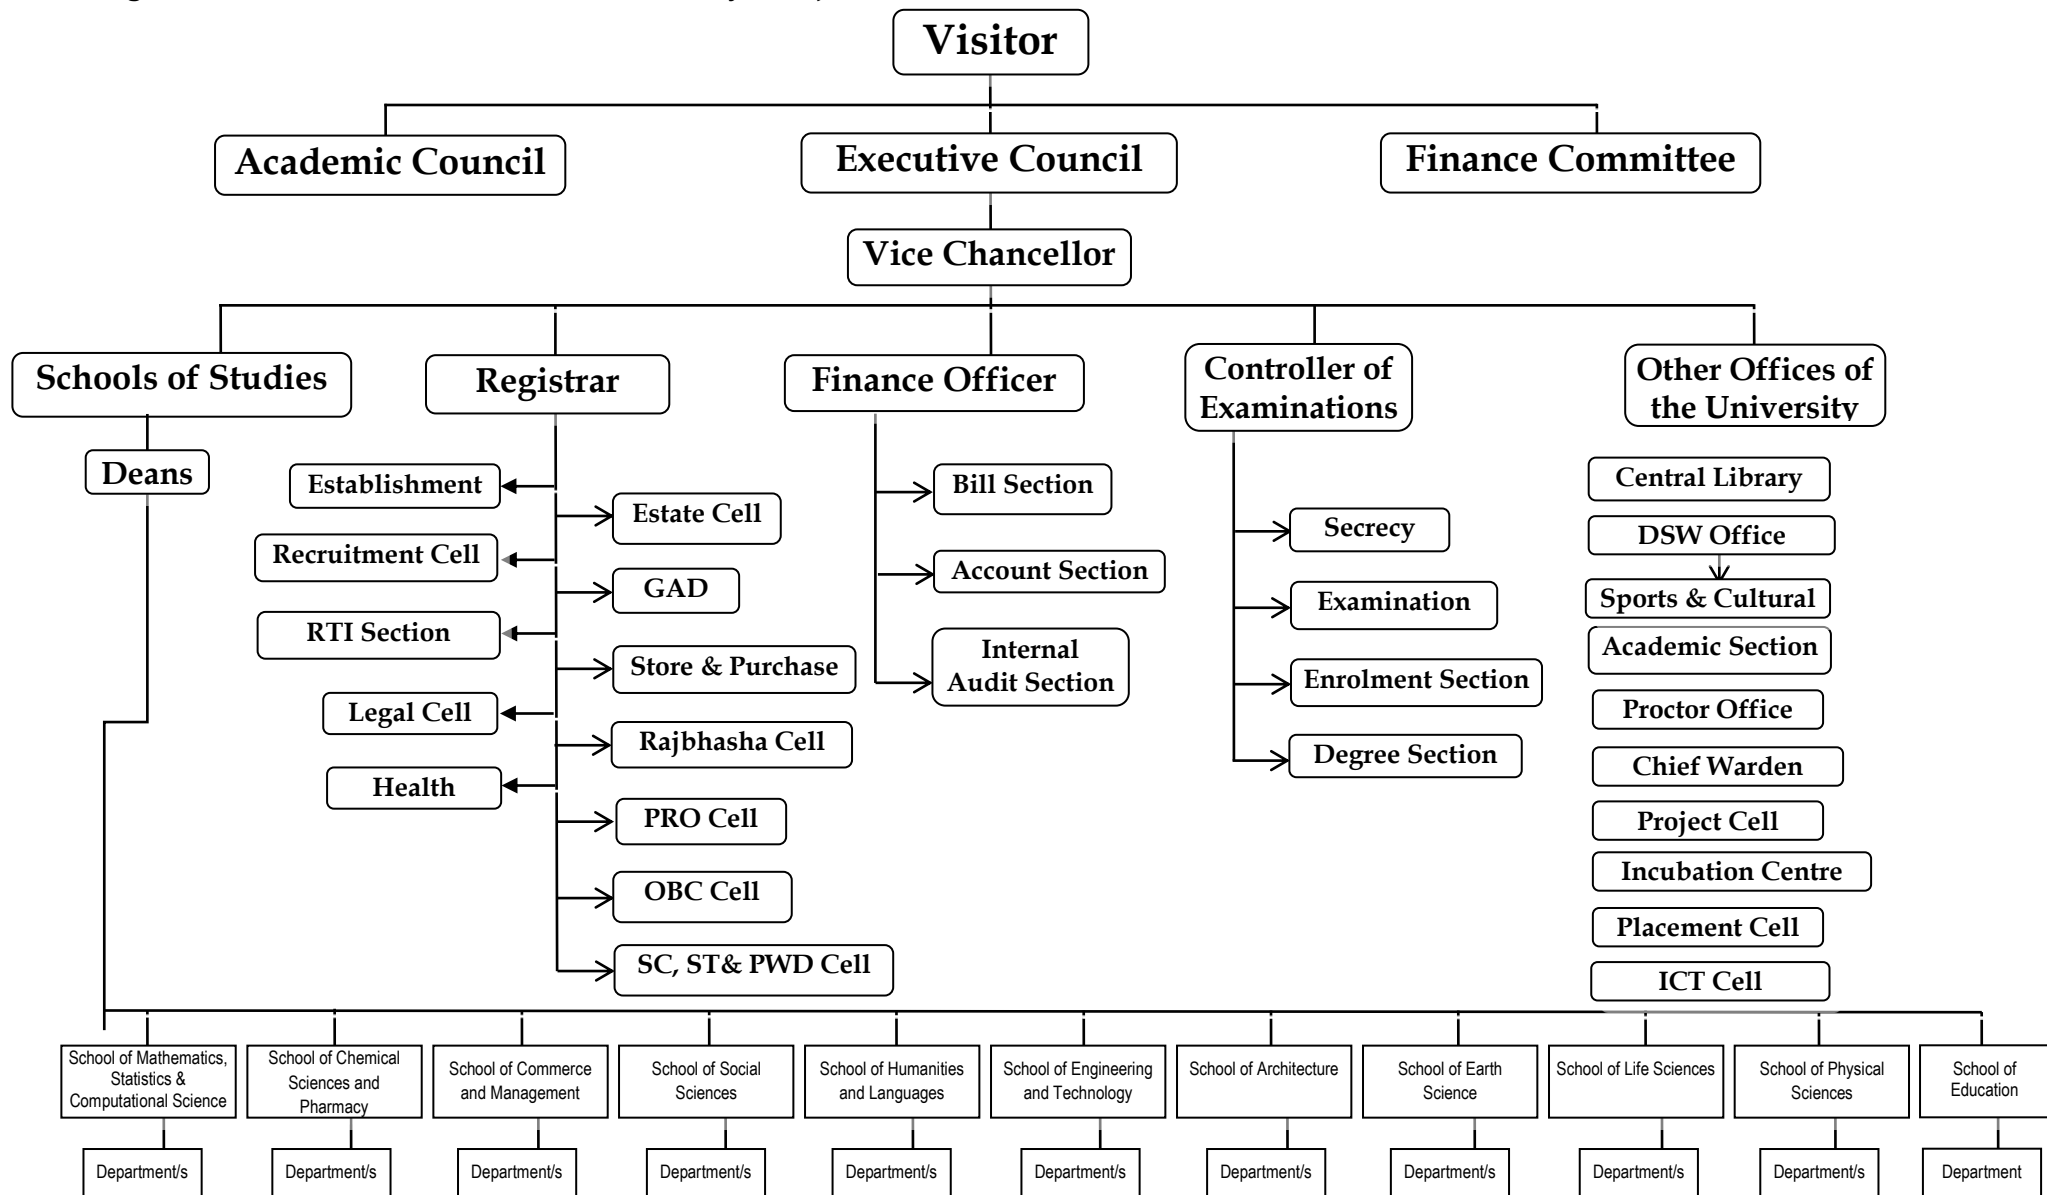 Visitor
Academic Council
Executive Council
Finance Committee
Vice Chancellor
Schools of Studies
Registrar
Finance Officer
Controller of
Examinations
Other Offices of
the University
Deans
Establishment
Recruitment Cell
RTI Section
Legal Cell
Health
Estate Cell
GAD
Store & Purchase
Rajbhasha Cell
PRO Cell
OBC Cell
SC, ST& PWD Cell
Bill Section
Account Section
Internal
Audit Section
Secrecy
Examination
Enrolment Section
Degree Section
Central Library
DSW Office
Sports & Cultural
Academic Section
Proctor Office
Chief Warden
Project Cell
Incubation Centre
Placement Cell
ICT Cell
School of Mathematics,
Statistics &
Computational Science
School of Chemical
Sciences and
Pharmacy
School of Commerce
and Management
School of Social
Sciences
School of Humanities
and Languages
School of Engineering
and Technology
School of Architecture
School of Earth
Science
School of Life Sciences
School of Physical
Sciences
School of
Education
Department/s
Department/s
Department/s
Department/s
Department/s
Department/s
Department/s
Department/s
Department/s
Department/s
Department